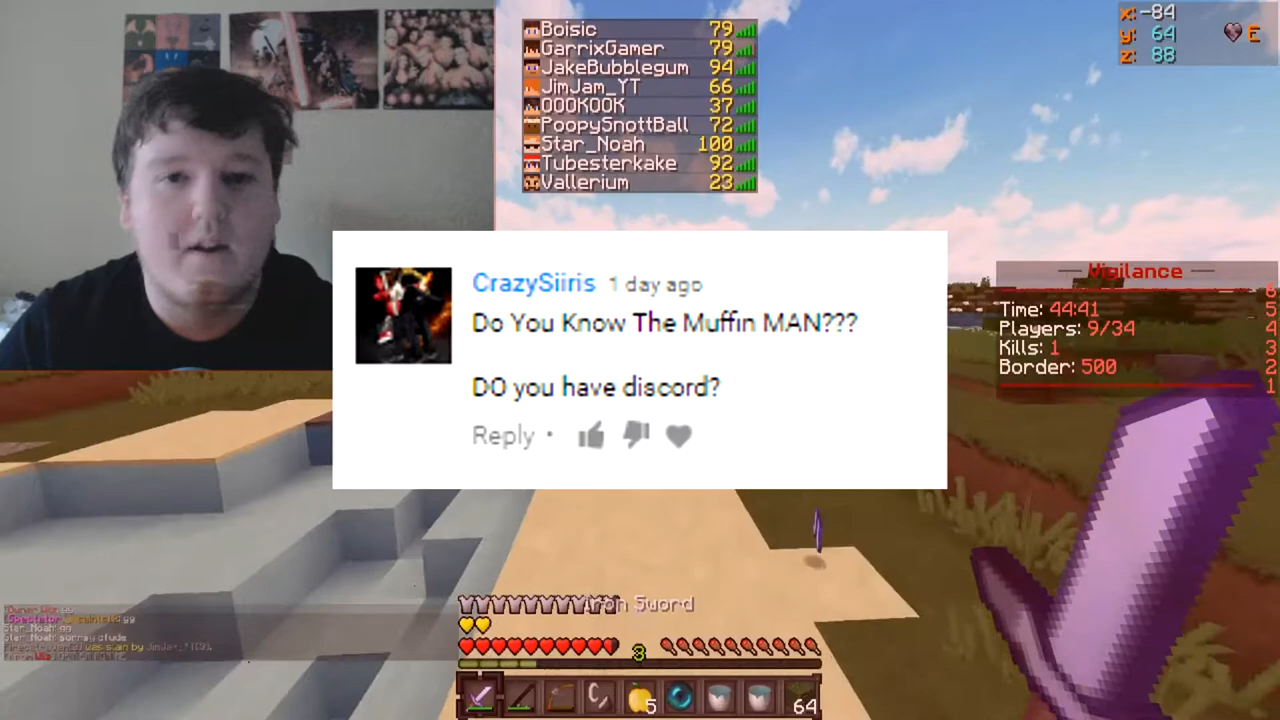 Boisic 79
GarrixGamer 79
JakeBubblegum 94
JimJam_YT 66
OOOKOOK 37
PoopySnottBall 72
Star_Noah 100
Tubesterkake 92
Vallerium 23
x: -84
y: 64
z: 88
E
Vigilance
Time: 44:41
Players: 9/34
Kills: 1
Border: 500
6
5
4
3
2
1
CrazySiiris 1 day ago
Do You Know The Muffin MAN???
DO you have discord?
Reply •
Star_Noah: gg
Iron Sword
3
5
64